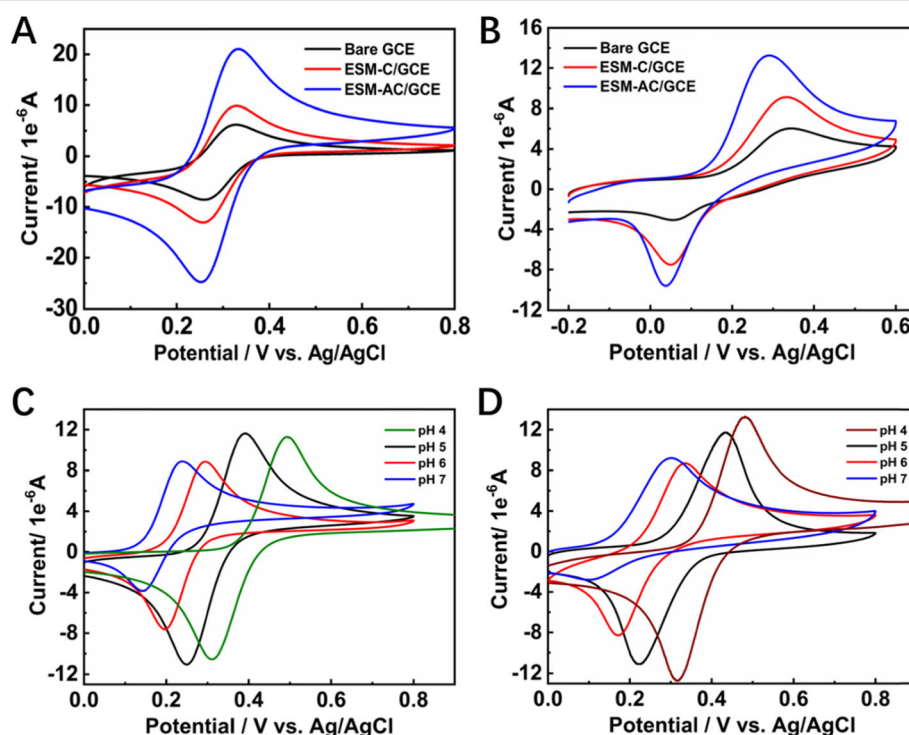 A
Current/ 1e⁻⁶A
20
10
0
-10
-20
-30
Bare GCE
ESM-C/GCE
ESM-AC/GCE
0.0 0.2 0.4 0.6 0.8
Potential / V vs. Ag/AgCl
B
Current/ 1e⁻⁶A
16
12
8
4
0
-4
-8
-12
Bare GCE
ESM-C/GCE
ESM-AC/GCE
-0.2 0.0 0.2 0.4 0.6
Potential / V vs. Ag/AgCl
C
Current/ 1e⁻⁶A
12
8
4
0
-4
-8
-12
pH 4
pH 5
pH 6
pH 7
0.0 0.2 0.4 0.6 0.8
Potential / V vs. Ag/AgCl
D
Current/ 1e⁻⁶A
12
8
4
0
-4
-8
-12
pH 4
pH 5
pH 6
pH 7
0.0 0.2 0.4 0.6 0.8
Potential / V vs. Ag/AgCl